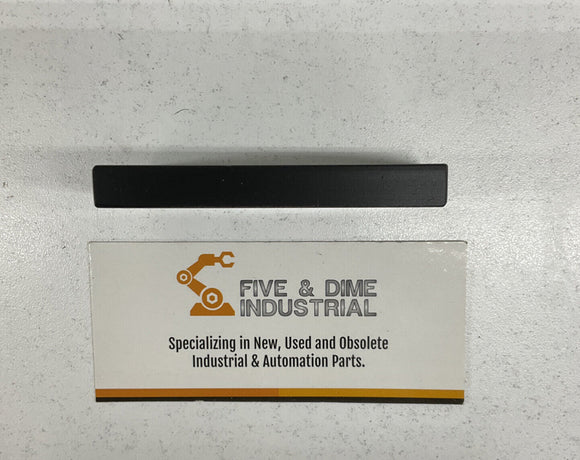 FIVE & DIME
INDUSTRIAL
Specializing in New, Used and Obsolete
Industrial & Automation Parts.